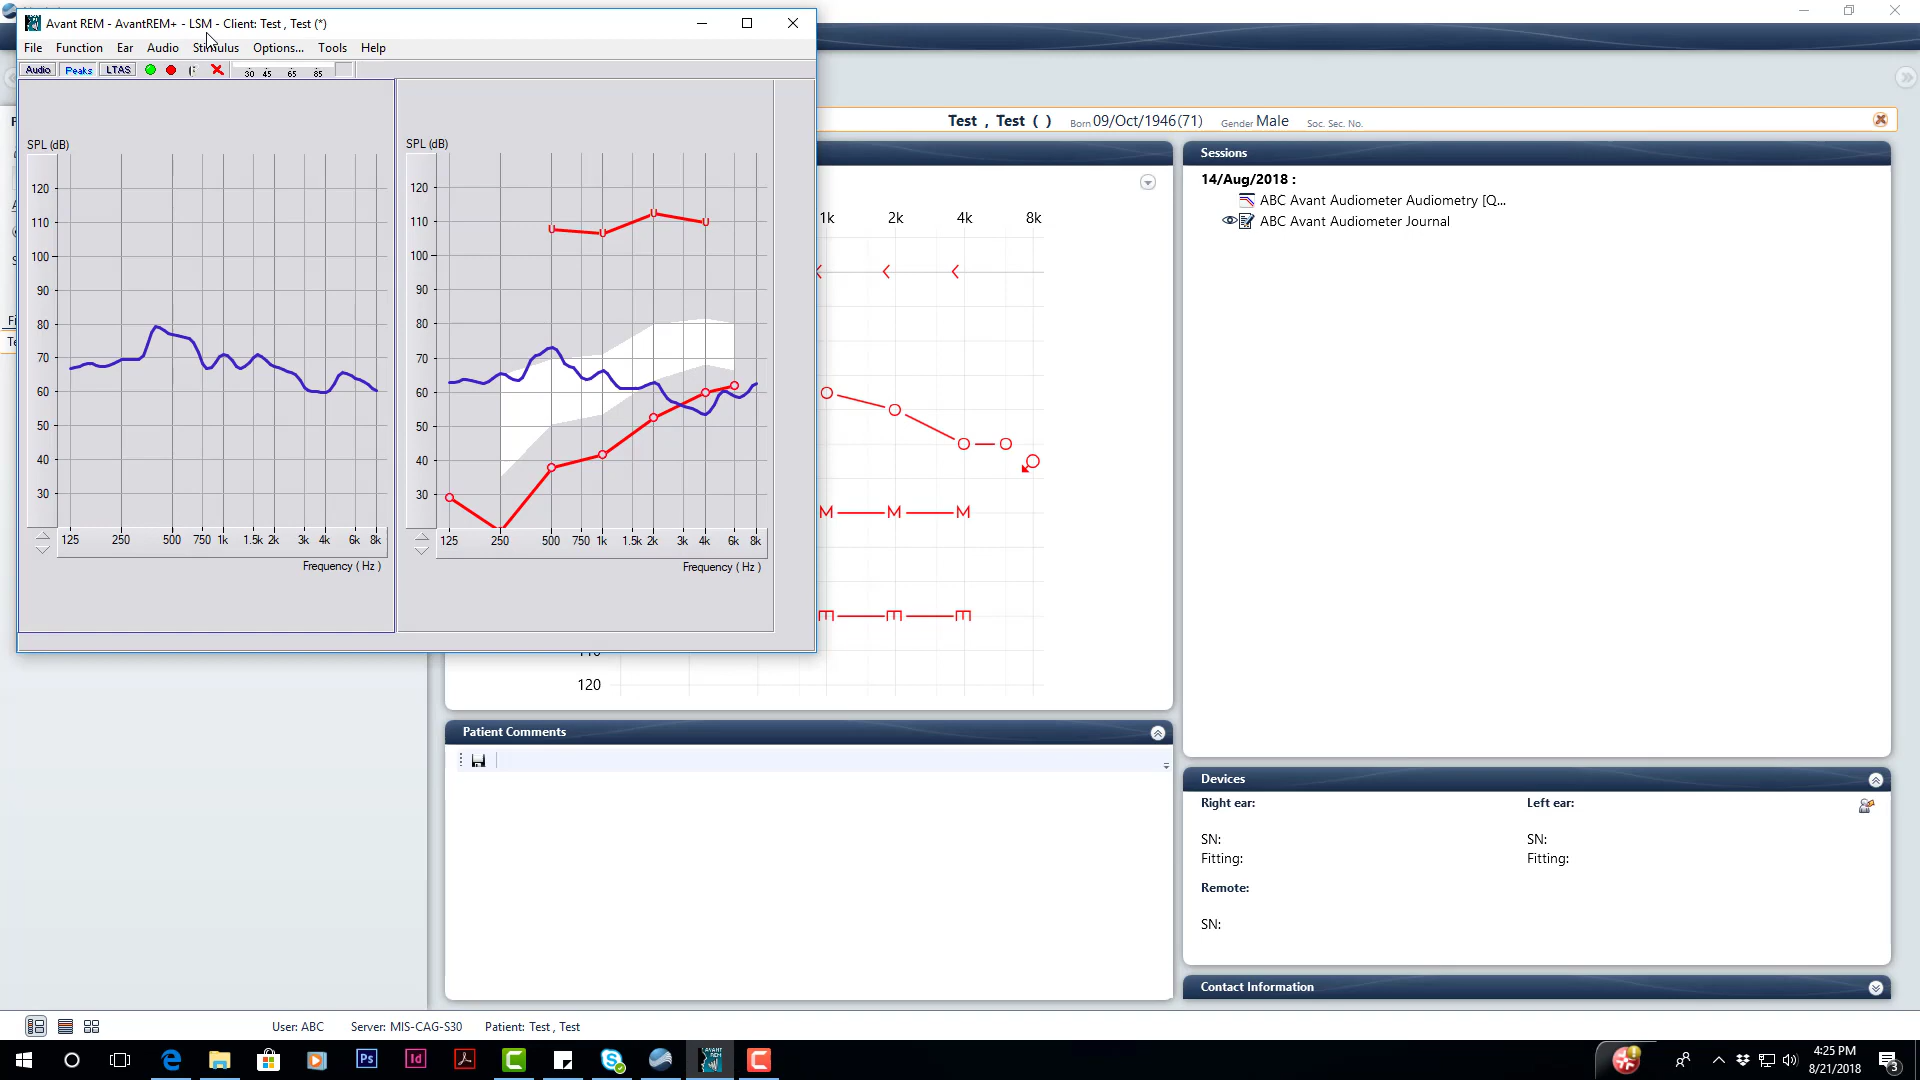 Avant REM - AvantREM+ - LSM - Client: Test , Test (*)
File Function Ear Audio Stimulus Options... Tools Help
Audio Peaks LTAS 30 45 65 85
SPL (dB)
120
110
100
90
80
70
60
50
40
30
125 250 500 750 1k 1.5k 2k 3k 4k 6k 8k
Frequency ( Hz )
SPL (dB)
120
110
100
90
80
70
60
50
40
30
125 250 500 750 1k 1.5k 2k 3k 4k 6k 8k
Frequency ( Hz )
Test , Test ( ) Born 09/Oct/1946(71) Gender Male Soc. Sec. No.
1k 2k 4k 8k
M M M
120
Sessions
14/Aug/2018 :
ABC Avant Audiometer Audiometry [Q...
ABC Avant Audiometer Journal
Patient Comments
Devices
Right ear: Left ear:
SN: SN:
Fitting: Fitting:
Remote:
SN:
Contact Information
User: ABC Server: MIS-CAG-S30 Patient: Test , Test
Ps Id
AVANT REM
4:25 PM
8/21/2018
3